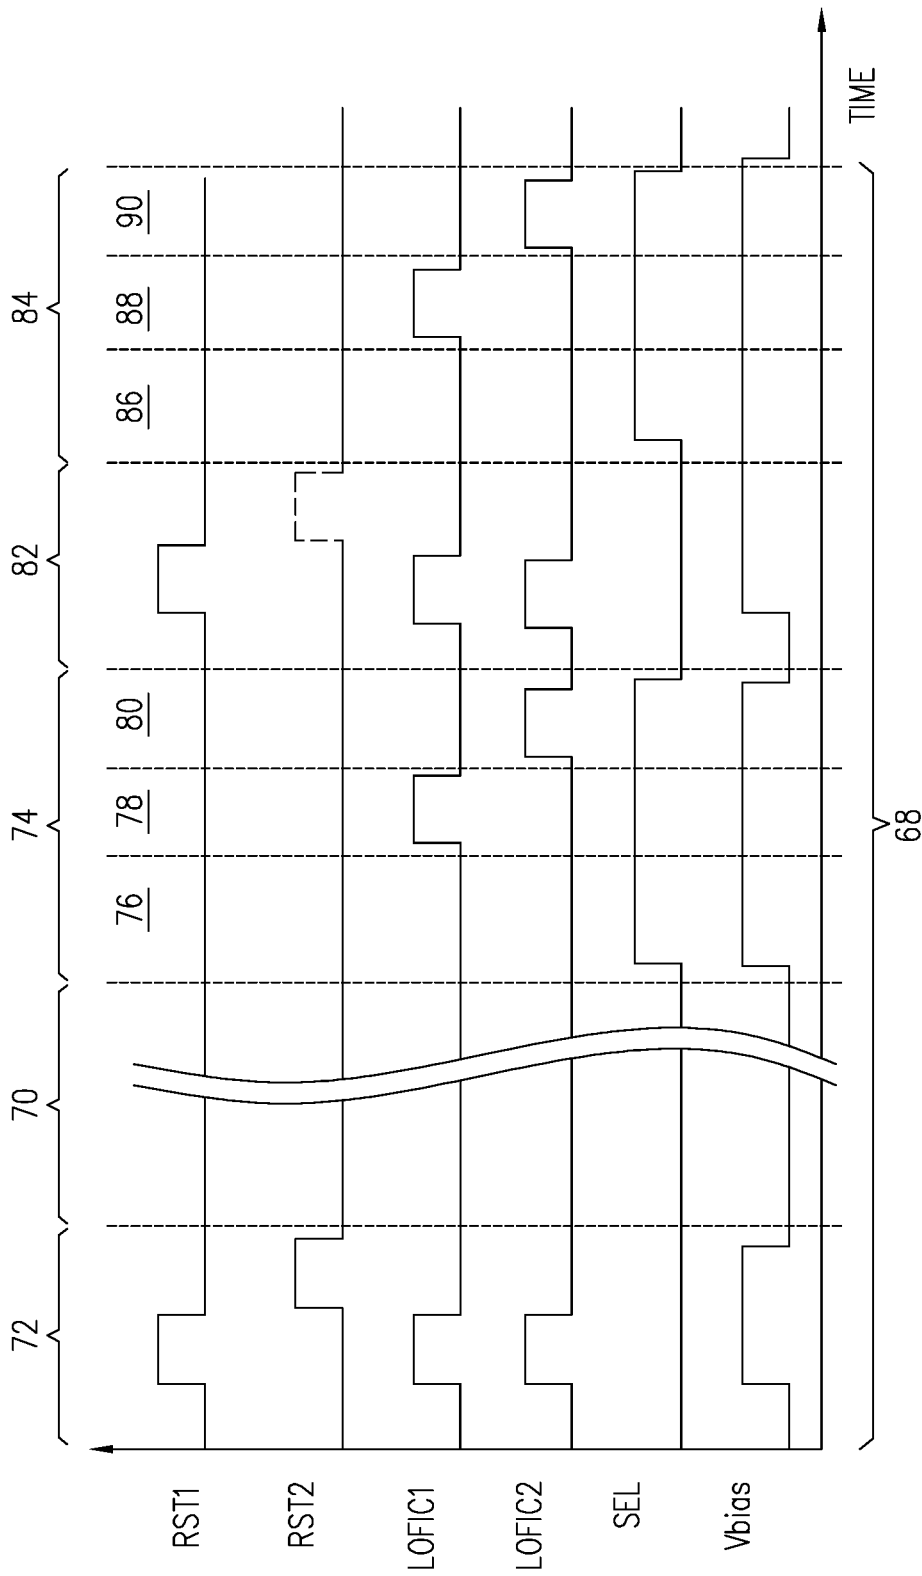 72 70 74 82 84
76 78 80 86 88 90
RST1
RST2
LOFIC1
LOFIC2
SEL
Vbias
TIME
68